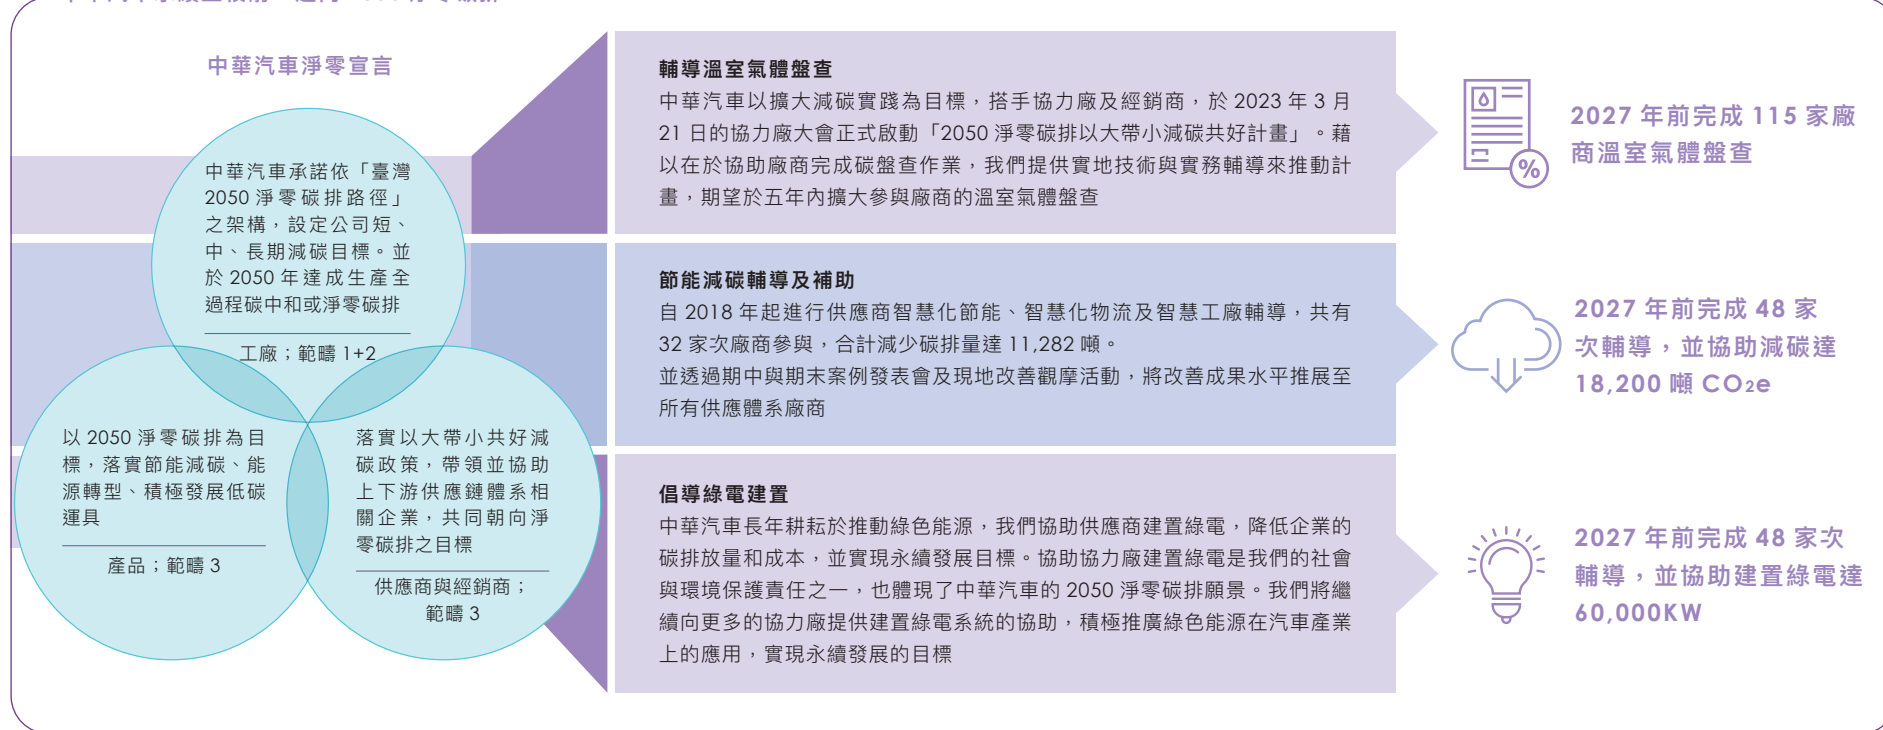 中華汽車淨零宣言
中華汽車承諾依「臺灣
2050 淨零碳排路徑」
之架構，設定公司短、
中、長期減碳目標。並
於 2050 年達成生產全
過程碳中和或淨零碳排
工廠；範疇 1+2
以 2050 淨零碳排為目
標，落實節能減碳、能
源轉型、積極發展低碳
運具
產品；範疇 3
落實以大帶小共好減
碳政策，帶領並協助
上下游供應鏈體系相
關企業，共同朝向淨
零碳排之目標
供應商與經銷商；
範疇 3
輔導溫室氣體盤查
中華汽車以擴大減碳實踐為目標，搭手協力廠及經銷商，於 2023 年 3 月
21 日的協力廠大會正式啟動「2050 淨零碳排以大帶小減碳共好計畫」。藉
以在於協助廠商完成碳盤查作業，我們提供實地技術與實務輔導來推動計
畫，期望於五年內擴大參與廠商的溫室氣體盤查
%
2027 年前完成 115 家廠
商溫室氣體盤查
節能減碳輔導及補助
自 2018 年起進行供應商智慧化節能、智慧化物流及智慧工廠輔導，共有
32 家次廠商參與，合計減少碳排量達 11,282 噸。
並透過期中與期末案例發表會及現地改善觀摩活動，將改善成果水平推展至
所有供應體系廠商
2027 年前完成 48 家
次輔導，並協助減碳達
18,200 噸 CO2e
倡導綠電建置
中華汽車長年耕耘於推動綠色能源，我們協助供應商建置綠電，降低企業的
碳排放量和成本，並實現永續發展目標。協助協力廠建置綠電是我們的社會
與環境保護責任之一，也體現了中華汽車的 2050 淨零碳排願景。我們將繼
續向更多的協力廠提供建置綠電系統的協助，積極推廣綠色能源在汽車產業
上的應用，實現永續發展的目標
2027 年前完成 48 家次
輔導，並協助建置綠電達
60,000KW